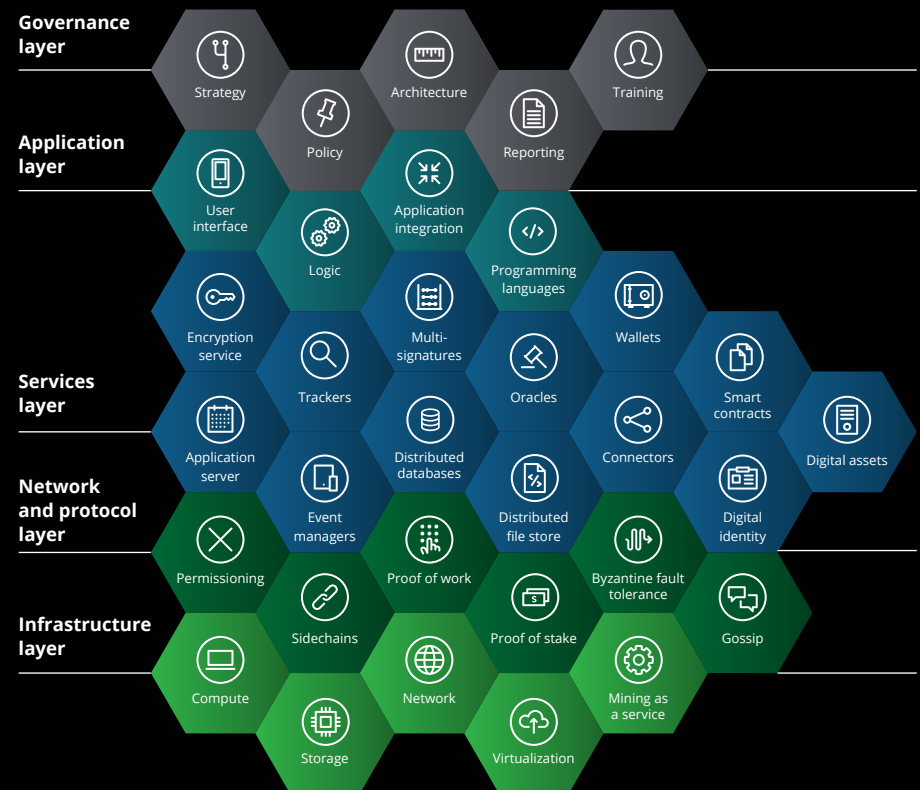 Governance
layer
Strategy
Architecture
Training
Policy
Reporting
Application
layer
User
interface
Application
integration
Logic
Programming
languages
Encryption
service
Multi-
signatures
Wallets
Trackers
Oracles
Smart
contracts
Services
layer
Application
server
Distributed
databases
Connectors
Digital assets
Event
managers
Distributed
file store
Digital
identity
Network
and protocol
layer
Permissioning
Proof of work
Byzantine fault
tolerance
Sidechains
Proof of stake
Gossip
Infrastructure
layer
Compute
Network
Mining as
a service
Storage
Virtualization